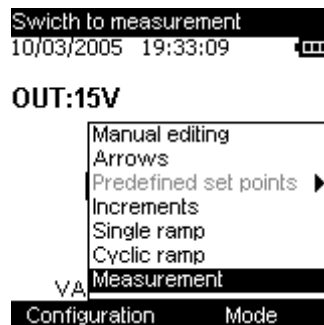 Swicth to measurement
10/03/2005 19:33:09
OUT:15V
Manual editing
Arrows
Predefined set points
Increments
Single ramp
Cyclic ramp
Measurement
VA
Configuration Mode